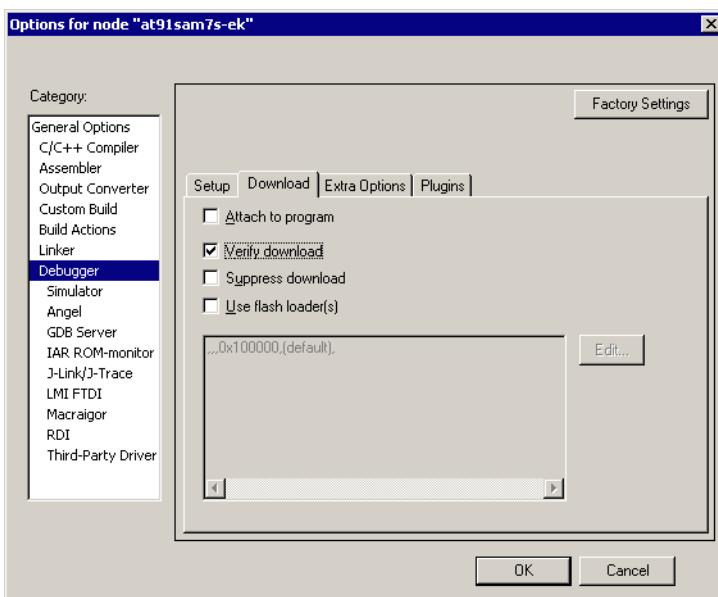 Options for node "at91sam7s-ek"
Category:
General Options
C/C++ Compiler
Assembler
Output Converter
Custom Build
Build Actions
Linker
Debugger
Simulator
Angel
GDB Server
IAR ROM-monitor
J-Link/J-Trace
LMI FTDI
Macraigor
RDI
Third-Party Driver
Factory Settings
Setup Download Extra Options Plugins
Attach to program
Verify download
Suppress download
Use flash loader(s)
,,,0x100000,(default),
Edit...
OK Cancel